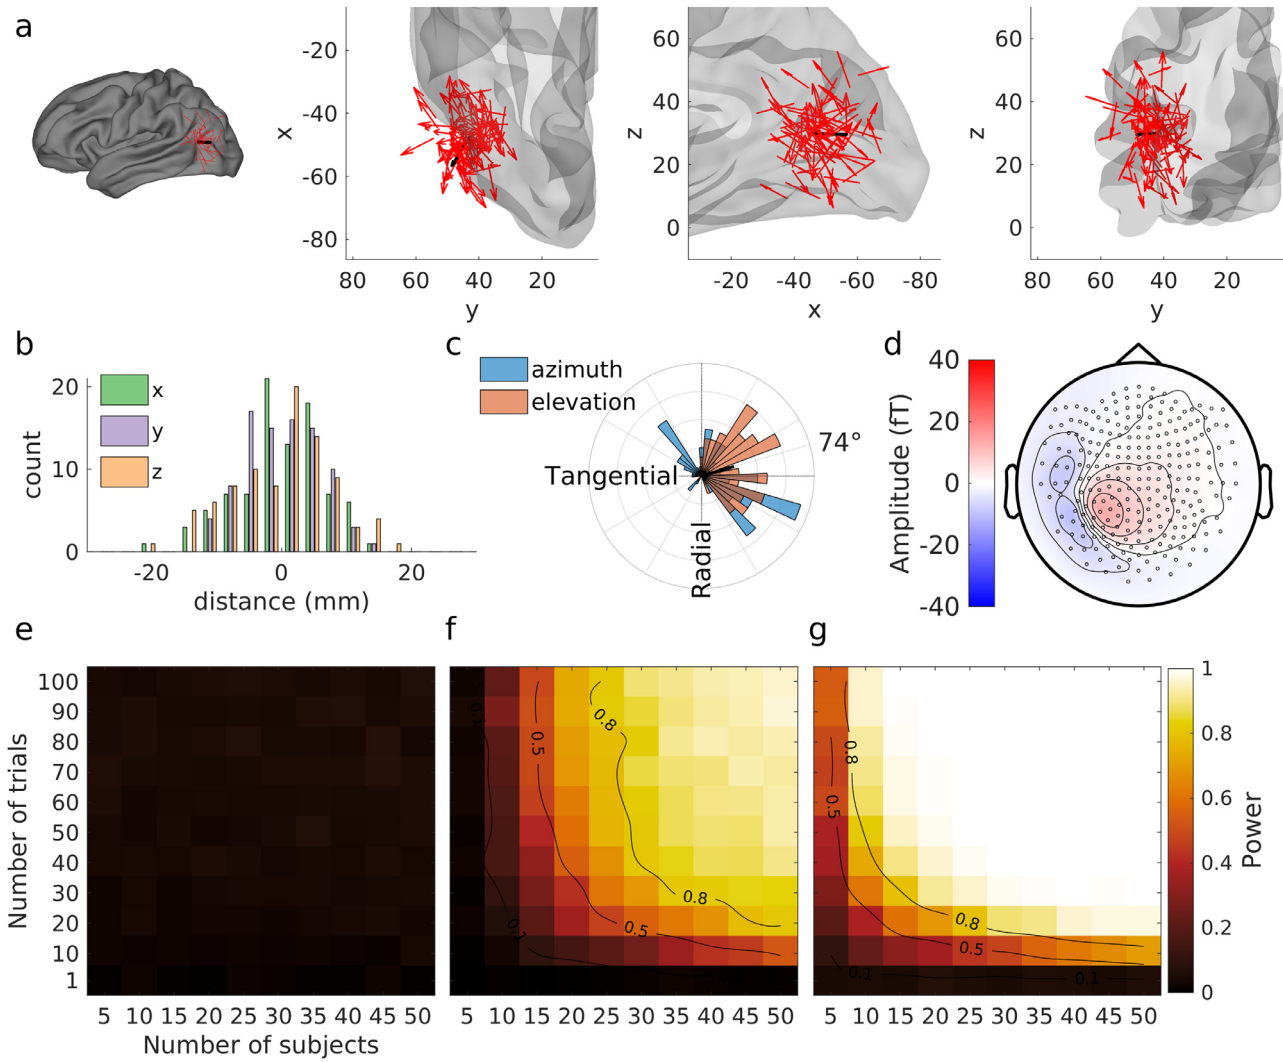 a
-20
-40
-60
-80
x
80 60 40 20
y
60
40
20
0
z
-20 -40 -60 -80
x
60
40
20
0
z
80 60 40 20
y
b
x
y
z
20
10
0
count
-20 0 20
distance (mm)
c
azimuth
elevation
74°
Tangential
Radial
d
40
20
0
-20
-40
Amplitude (fT)
e
100
90
80
70
60
50
40
30
20
10
1
Number of trials
5 10 15 20 25 30 35 40 45 50
Number of subjects
f
0.1
0.5
0.8
0.8
0.5
0.1
5 10 15 20 25 30 35 40 45 50
g
0.8
0.5
0.8
0.5
0.1
0.1
5 10 15 20 25 30 35 40 45 50
1
0.8
0.6
0.4
0.2
0
Power